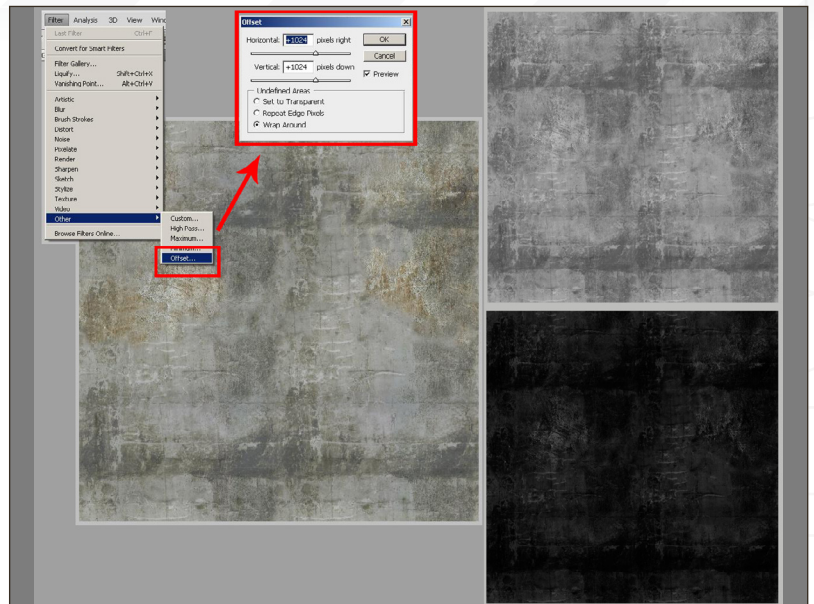 Filter Analysis 3D View Wind
Last Filter Ctrl+F
Convert for Smart Filters
Filter Gallery...
Liquify... Shift+Ctrl+X
Vanishing Point... Alt+Ctrl+V
Artistic
Blur
Brush Strokes
Distort
Noise
Pixelate
Render
Sharpen
Sketch
Stylize
Texture
Video
Other
Browse Filters Online...
Custom...
High Pass...
Maximum...
Minimum...
Offset...
Offset
Horizontal: +1024 pixels right
OK
Cancel
Vertical: +1024 pixels down
Preview
Undefined Areas
Set to Transparent
Repeat Edge Pixels
Wrap Around